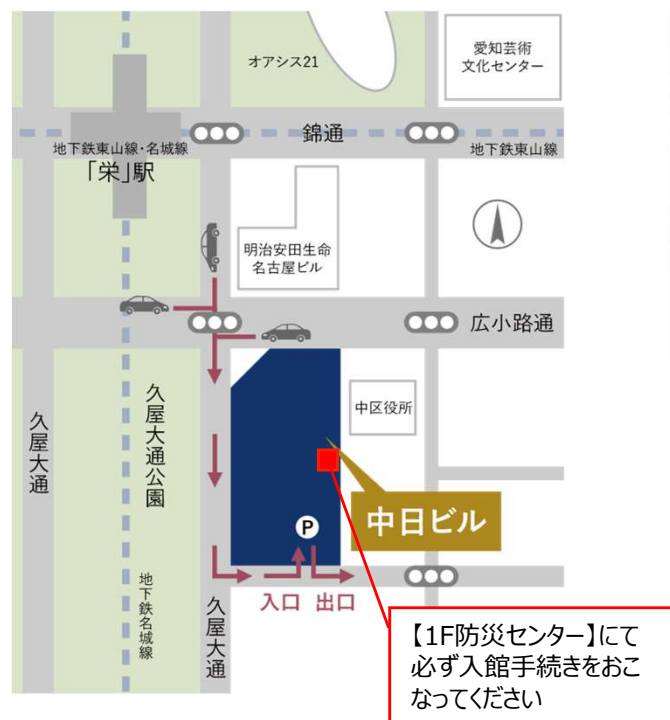 オアシス21
愛知芸術
文化センター
錦通
地下鉄東山線・名城線
「栄」駅
地下鉄東山線
明治安田生命
名古屋ビル
広小路通
中区役所
久屋大通
久屋大通公園
中日ビル
P
入口
出口
地下鉄名城線
久屋大通
【1F防災センター】にて
必ず入館手続きをおこ
なってください